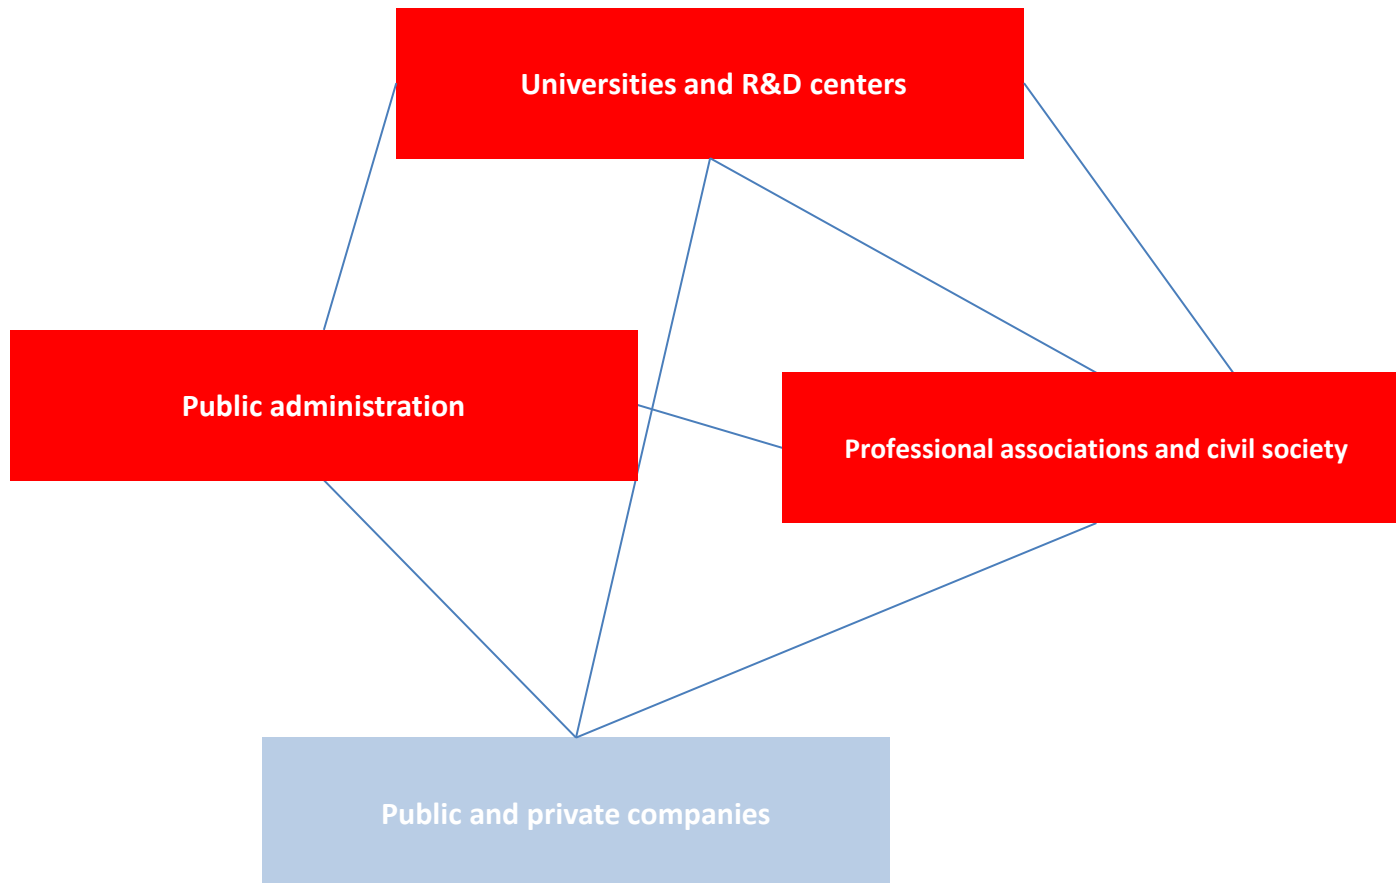 Universities and R&D centers
Public administration
Professional associations and civil society
Public and private companies